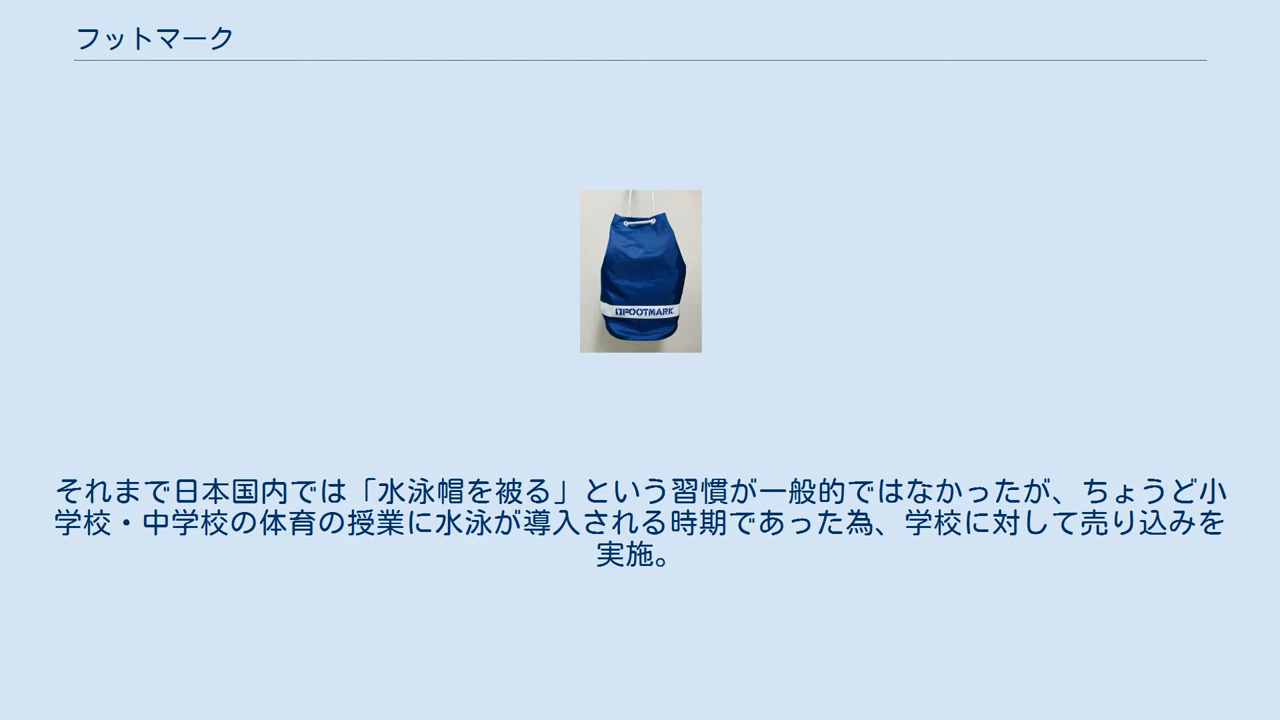 フットマーク
FOOTMARK
それまで日本国内では「水泳帽を被る」という習慣が一般的ではなかったが、ちょうど小
学校・中学校の体育の授業に水泳が導入される時期であった為、学校に対して売り込みを
実施。